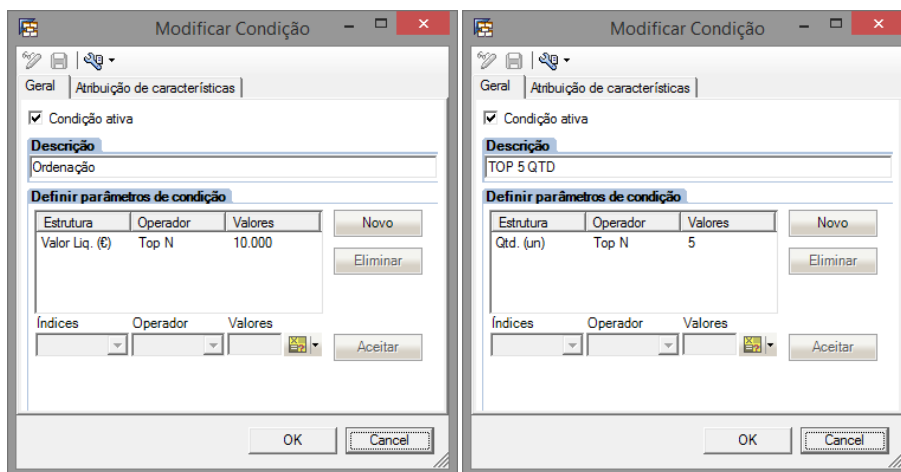 Modificar Condição
Geral
Atribuição de características
Condição ativa
Descrição
Ordenação
Definir parâmetros de condição
Estrutura Operador Valores
Valor Liq. (€) Top N 10.000
Novo
Eliminar
Índices Operador Valores
Aceitar
OK Cancel
Modificar Condição
Geral
Atribuição de características
Condição ativa
Descrição
TOP 5 QTD
Definir parâmetros de condição
Estrutura Operador Valores
Qtd. (un) Top N 5
Novo
Eliminar
Índices Operador Valores
Aceitar
OK Cancel